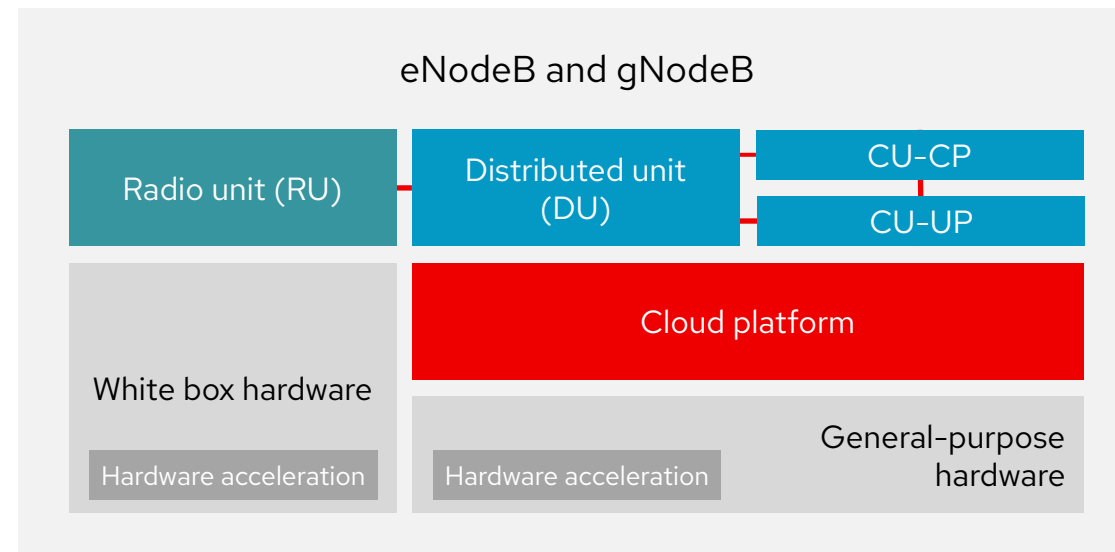 eNodeB and gNodeB
Radio unit (RU)
Distributed unit
(DU)
CU-CP
CU-UP
Cloud platform
White box hardware
Hardware acceleration
Hardware acceleration
General-purpose
hardware